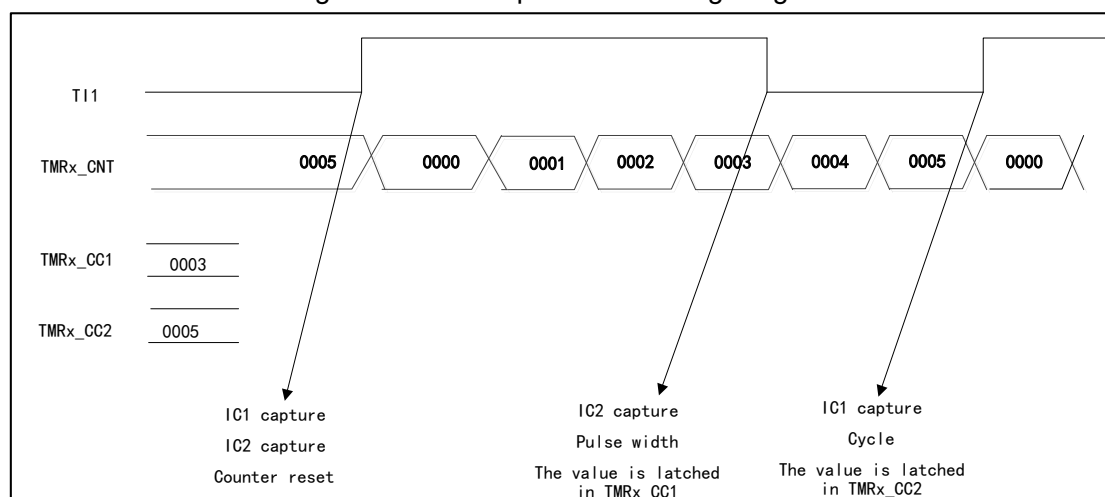 TI1
TMRx_CNT
0005 0000 0001 0002 0003 0004 0005 0000
TMRx_CC1
0003
TMRx_CC2
0005
IC1 capture
IC2 capture
Counter reset
IC2 capture
Pulse width
The value is latched
in TMRx_CC1
IC1 capture
Cycle
The value is latched
in TMRx_CC2